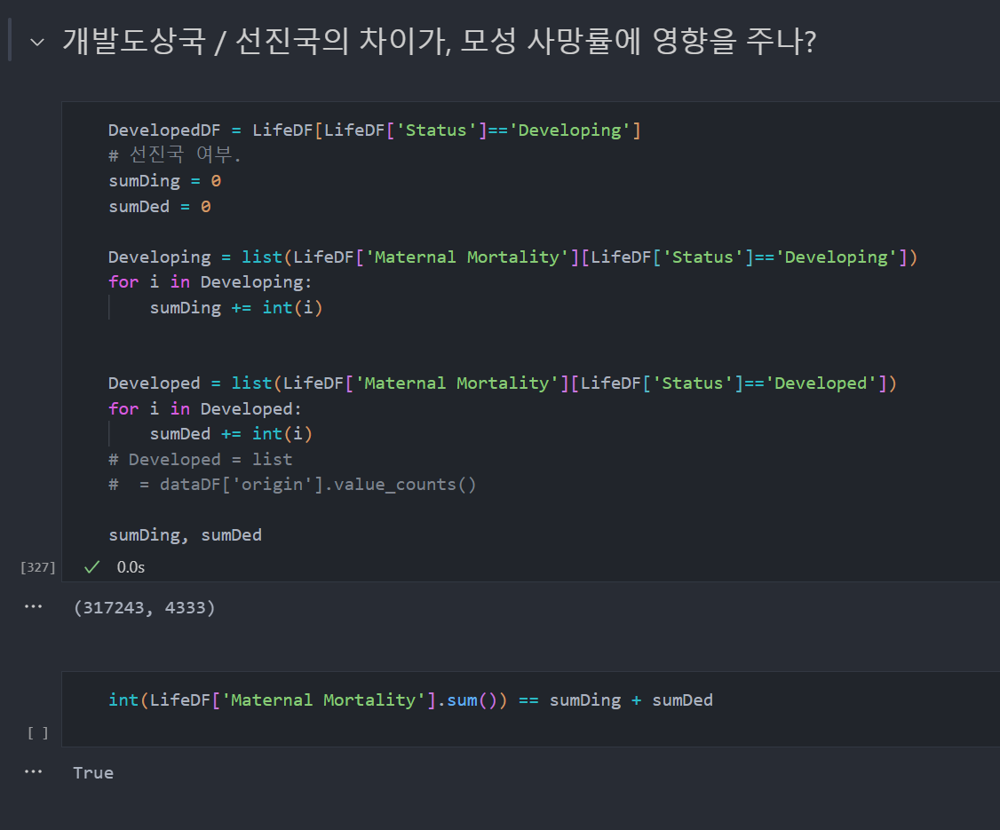 개발도상국 / 선진국의 차이가, 모성 사망률에 영향을 주나?
DevelopedDF = LifeDF[LifeDF['Status']=='Developing']
# 선진국 여부.
sumDing = 0
sumDed = 0
Developing = list(LifeDF['Maternal Mortality'][LifeDF['Status']=='Developing'])
for i in Developing:
sumDing += int(i)
Developed = list(LifeDF['Maternal Mortality'][LifeDF['Status']=='Developed'])
for i in Developed:
sumDed += int(i)
# Developed = list
#  = dataDF['origin'].value_counts()
sumDing, sumDed
[327] ✓ 0.0s
... (317243, 4333)
int(LifeDF['Maternal Mortality'].sum()) == sumDing + sumDed
[ ]
... True